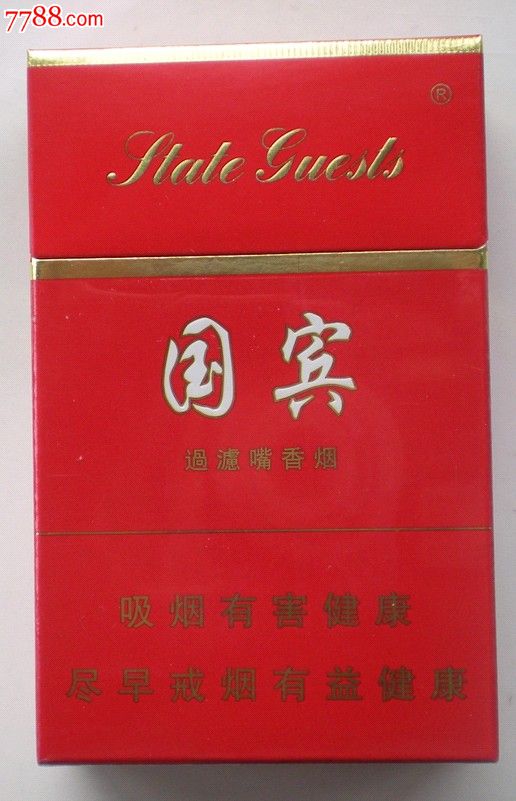 7788.com
®
State Guests
国宾
過濾嘴香烟
吸烟有害健康
尽早戒烟有益健康